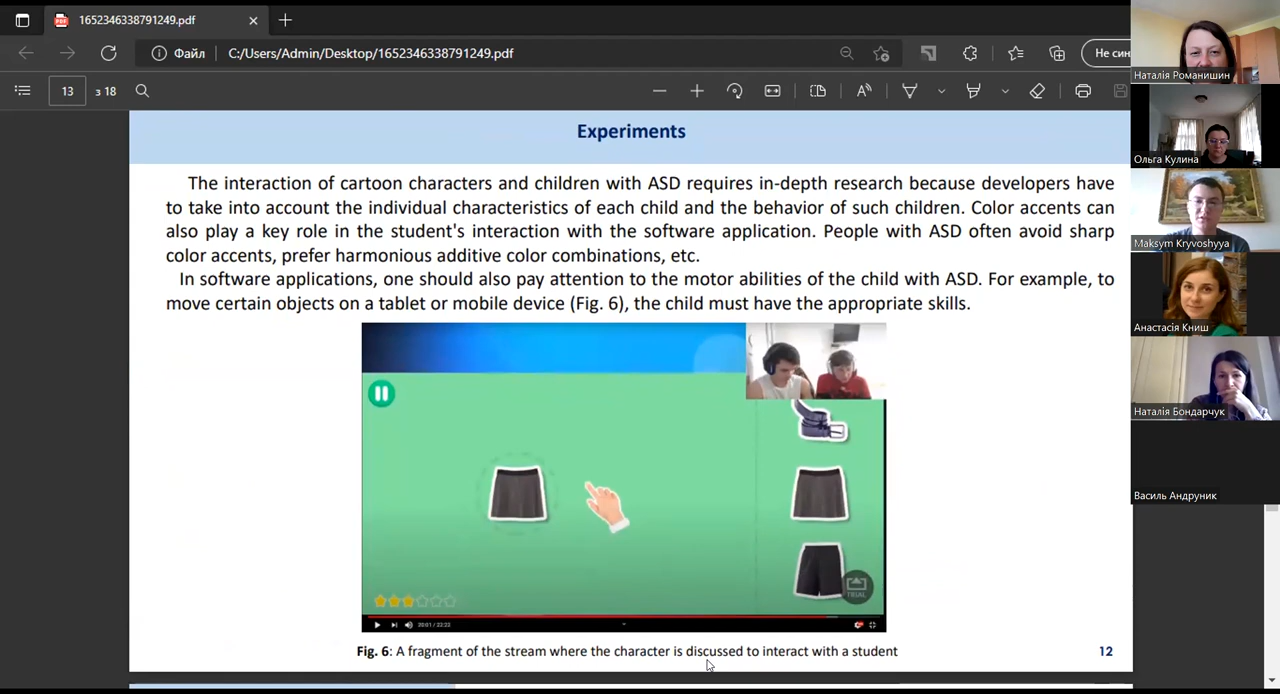 1652346338791249.pdf
Файл
C:/Users/Admin/Desktop/1652346338791249.pdf
Не син
13
з 18
Experiments
The interaction of cartoon characters and children with ASD requires in-depth research because developers have
to take into account the individual characteristics of each child and the behavior of such children. Color accents can
also play a key role in the student's interaction with the software application. People with ASD often avoid sharp
color accents, prefer harmonious additive color combinations, etc.
In software applications, one should also pay attention to the motor abilities of the child with ASD. For example, to
move certain objects on a tablet or mobile device (Fig. 6), the child must have the appropriate skills.
TRIAL
20:01 / 22:23
Fig. 6: A fragment of the stream where the character is discussed to interact with a student
12
Наталія Романишин
Ольга Кулина
Maksym Kryvoshyya
Анастасія Книш
Наталія Бондарчук
Василь Андруник